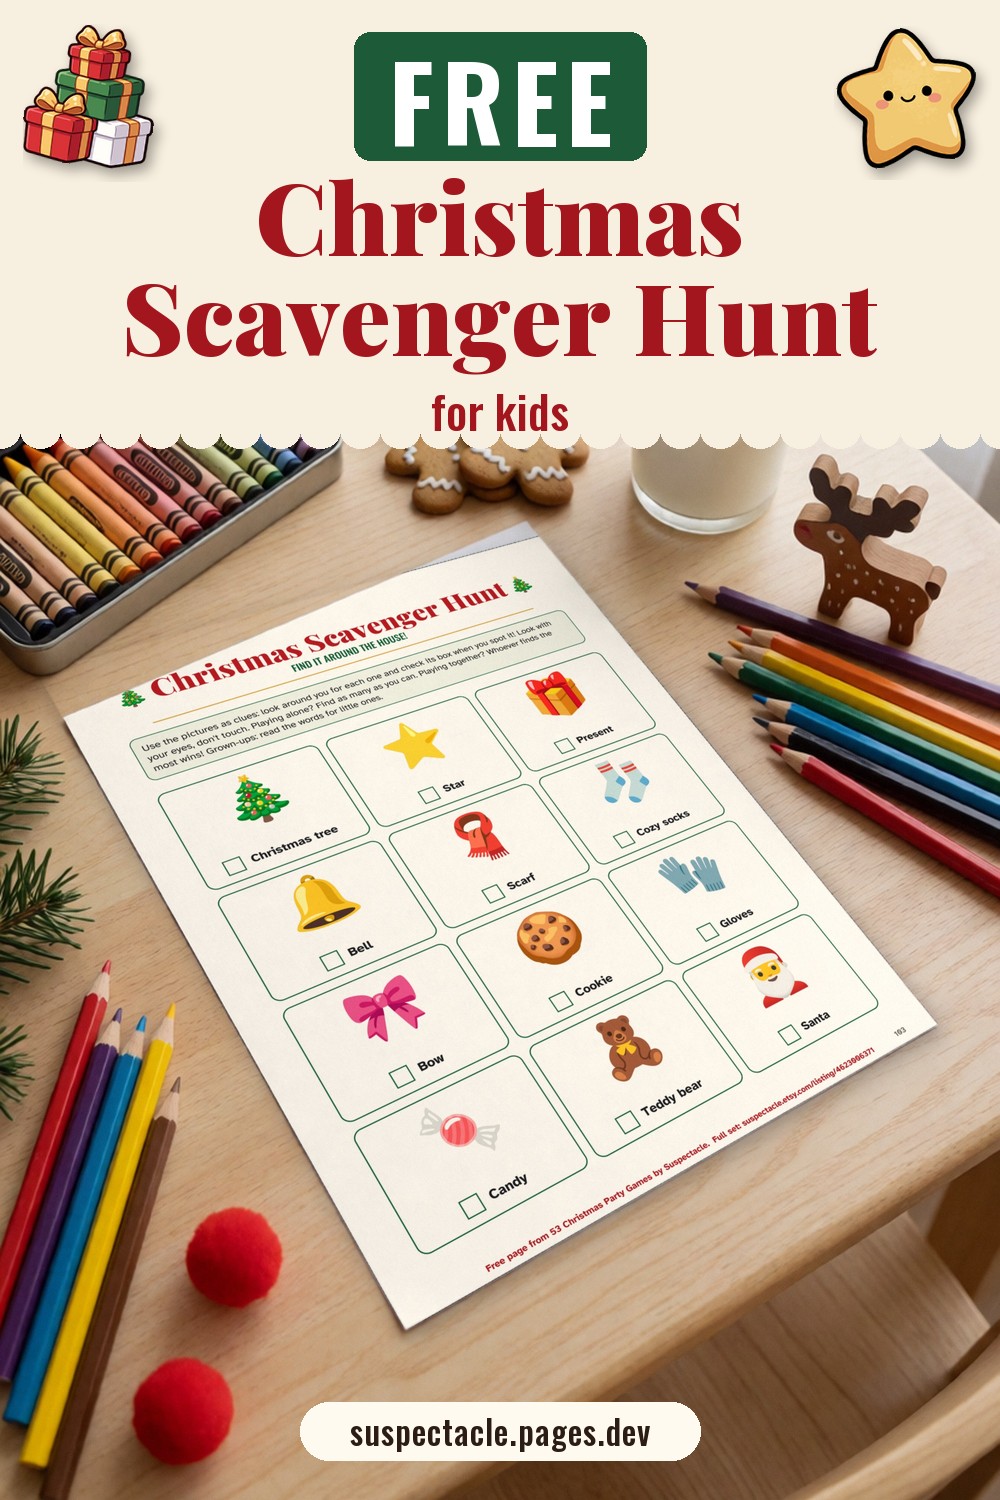 FREE
Christmas
Scavenger Hunt
for kids
Christmas Scavenger Hunt
FIND IT AROUND THE HOUSE!
Use the pictures as clues: look around you for each one and check its box when you spot it! Look with
your eyes, don't touch. Playing alone? Find as many as you can. Playing together? Whoever finds the
most wins! Grown-ups: read the words for little ones.
Christmas tree
Star
Present
Bell
Scarf
Cozy socks
Bow
Cookie
Gloves
Candy
Teddy bear
Santa
103
Free page from 53 Christmas Party Games by Suspectacle. Full set: suspectacle.etsy.com/listing/4623906371
suspectacle.pages.dev